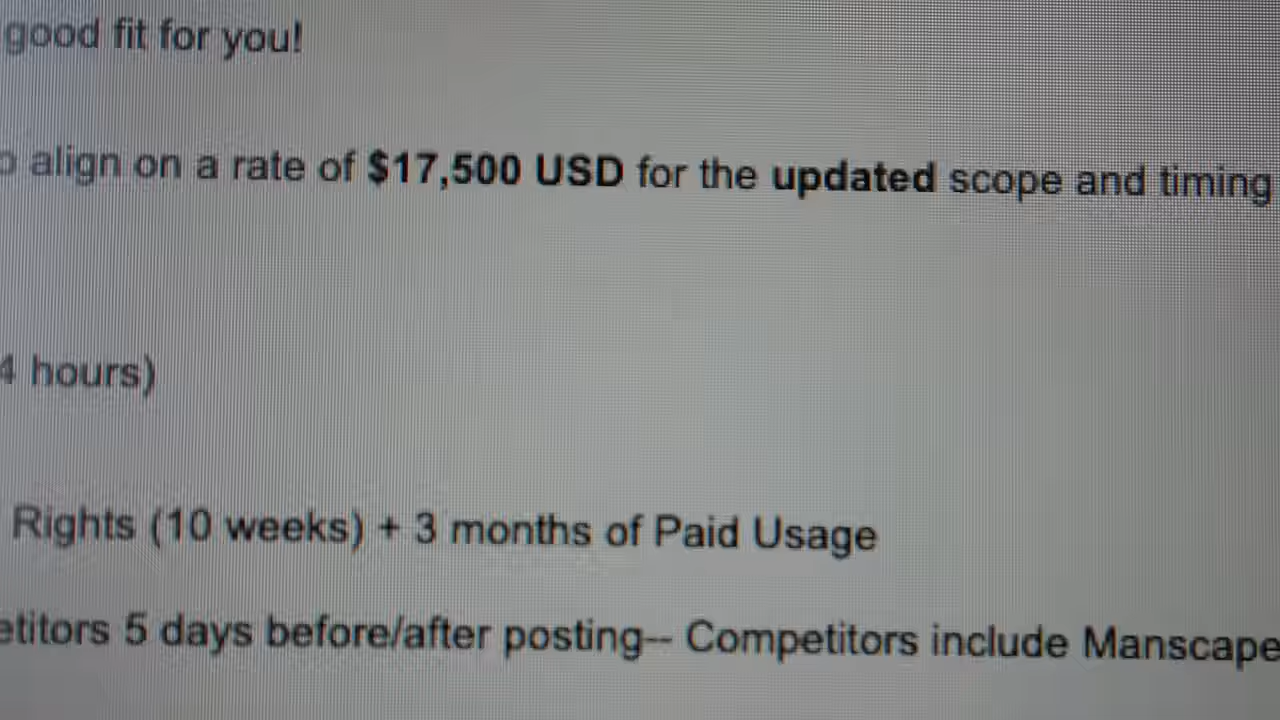 good fit for you!
align on a rate of $17,500 USD for the updated scope and timing
4 hours)
Rights (10 weeks) + 3 months of Paid Usage
etitors 5 days before/after posting-- Competitors include Manscape